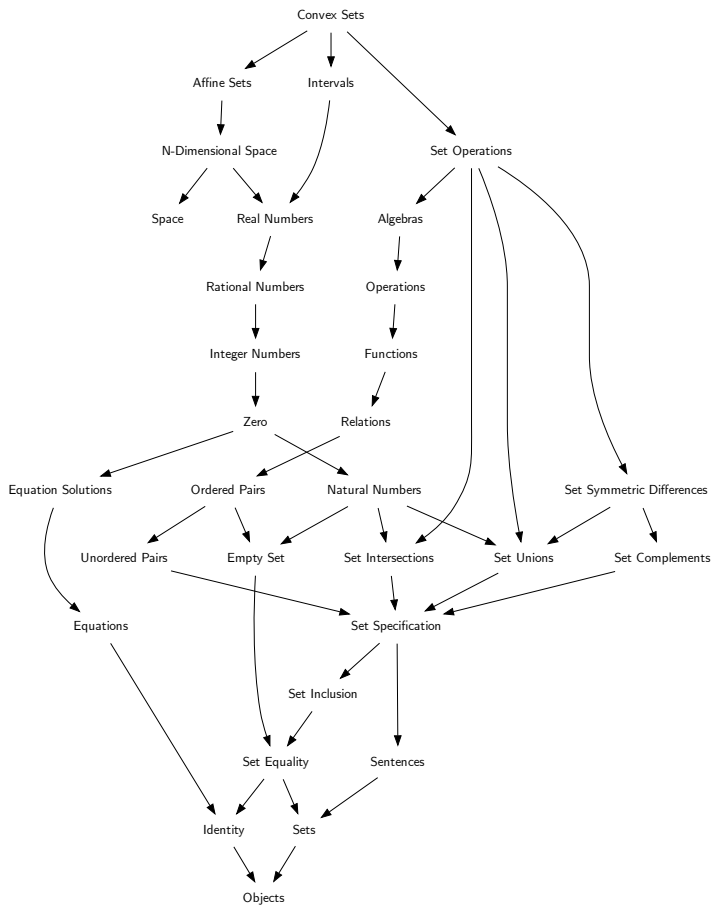 Convex Sets
Affine Sets
Intervals
N-Dimensional Space
Set Operations
Space
Real Numbers
Algebras
Rational Numbers
Operations
Integer Numbers
Functions
Zero
Relations
Equation Solutions
Ordered Pairs
Natural Numbers
Set Symmetric Differences
Unordered Pairs
Empty Set
Set Intersections
Set Unions
Set Complements
Equations
Set Specification
Set Inclusion
Set Equality
Sentences
Identity
Sets
Objects